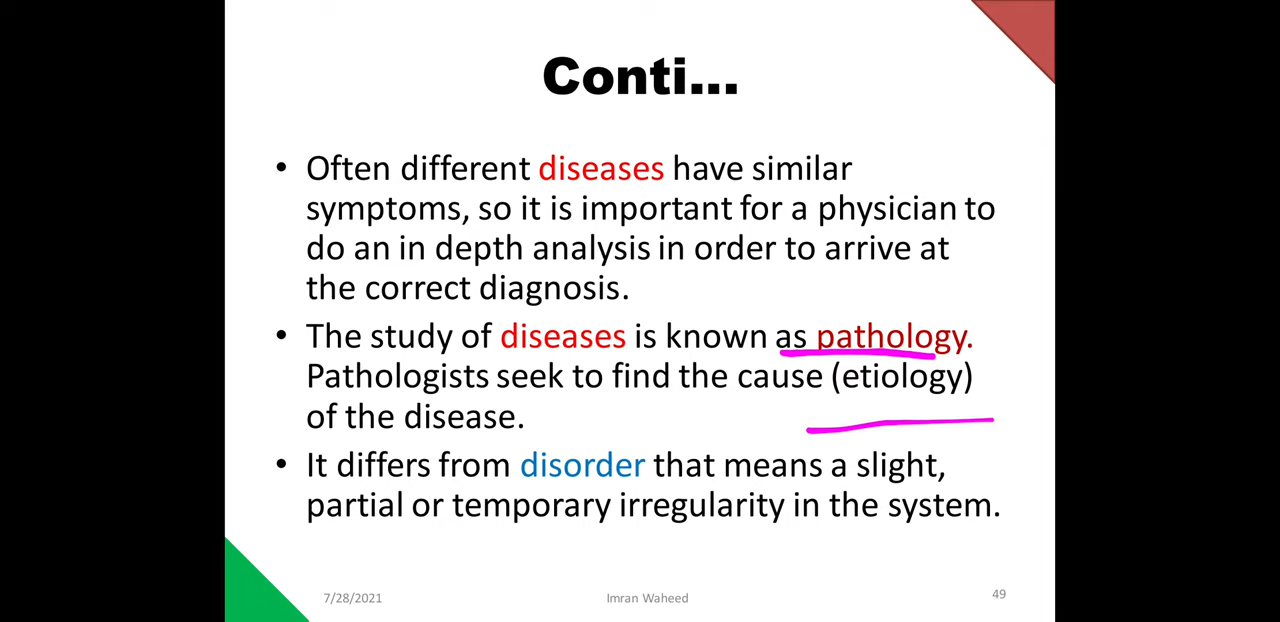 Conti...
• Often different diseases have similar
symptoms, so it is important for a physician to
do an in depth analysis in order to arrive at
the correct diagnosis.
• The study of diseases is known as pathology.
Pathologists seek to find the cause (etiology)
of the disease.
• It differs from disorder that means a slight,
partial or temporary irregularity in the system.
7/28/2021
Imran Waheed
49